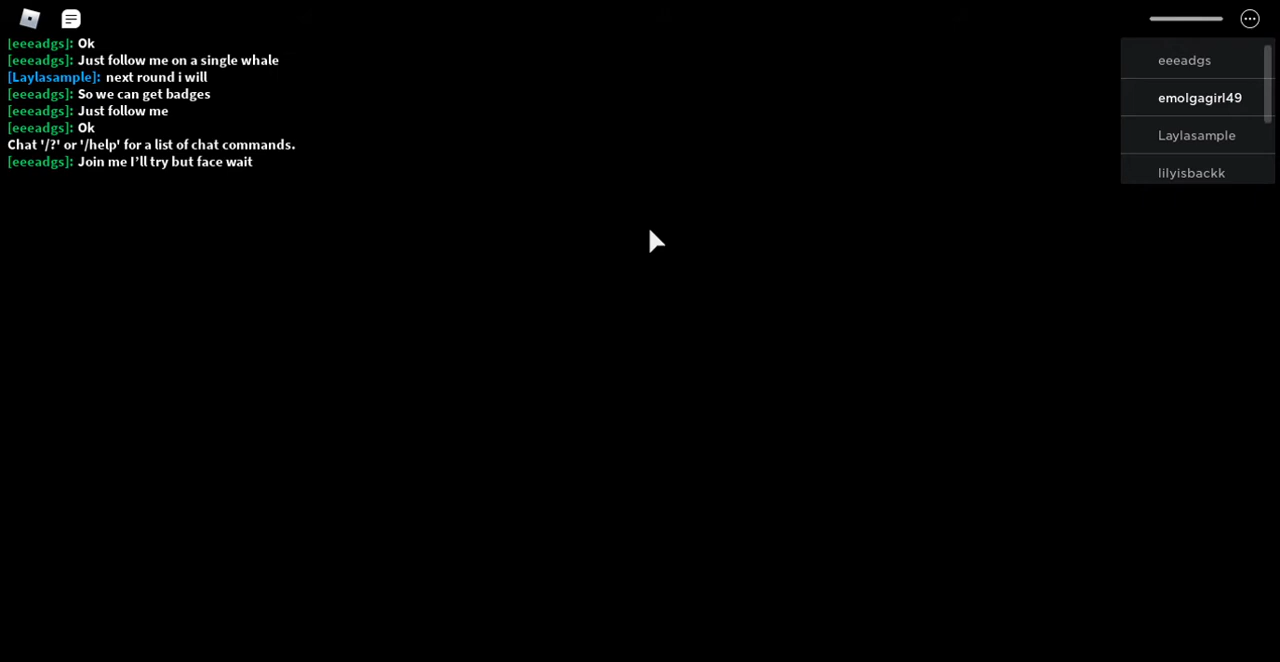 [eeeadgs]: Ok
[eeeadgs]: Just follow me on a single whale
[Laylasample]: next round i will
[eeeadgs]: So we can get badges
[eeeadgs]: Just follow me
[eeeadgs]: Ok
Chat '/?' or '/help' for a list of chat commands.
[eeeadgs]: Join me I’ll try but face wait
eeeadgs
emolgagirl49
Laylasample
lilyisbackk